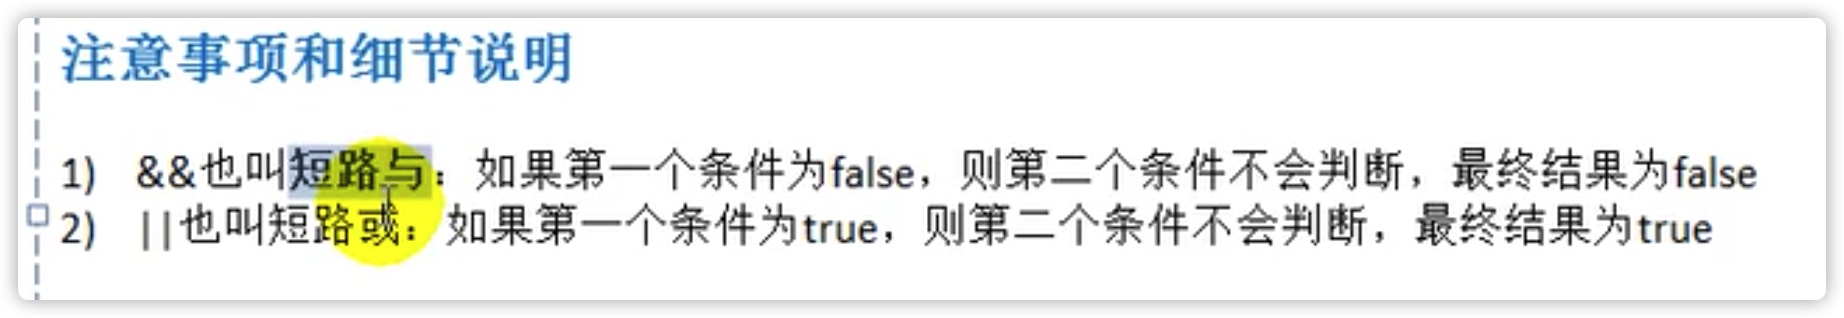 注意事项和细节说明
1) &&也叫短路与：如果第一个条件为false，则第二个条件不会判断，最终结果为false
2) ||也叫短路或：如果第一个条件为true，则第二个条件不会判断，最终结果为true